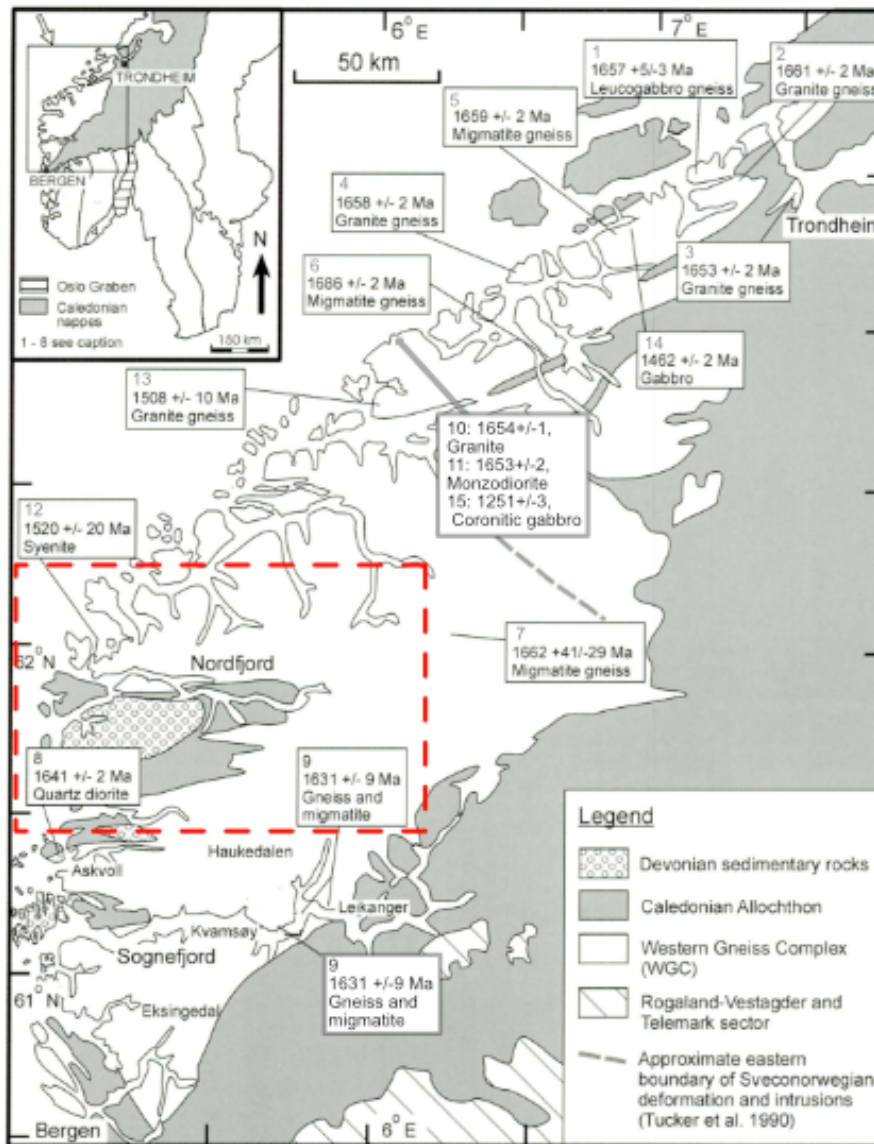 6° E
7° E
50 km
TRONDHEIM
BERGEN
N
Oslo Graben
Caledonian
nappes
1 - 8 see caption
150 km
1
1657 +5/-3 Ma
Leucogabbro gneiss
2
1661 +/- 2 Ma
Granite gneiss
5
1659 +/- 2 Ma
Migmatite gneiss
4
1658 +/- 2 Ma
Granite gneiss
Trondheim
6
1686 +/- 2 Ma
Migmatite gneiss
3
1653 +/- 2 Ma
Granite gneiss
14
1462 +/- 2 Ma
Gabbro
13
1508 +/- 10 Ma
Granite gneiss
10: 1654+/-1,
Granite
11: 1653+/-2,
Monzodiorite
15: 1251+/-3,
Coronitic gabbro
12
1520 +/- 20 Ma
Syenite
62° N
Nordfjord
7
1662 +41/-29 Ma
Migmatite gneiss
8
1641 +/- 2 Ma
Quartz diorite
9
1631 +/- 9 Ma
Gneiss and
migmatite
Haukedalen
Askvoll
Leikanger
Kvamsøy
Sognefjord
9
1631 +/-9 Ma
Gneiss and
migmatite
61° N
Eksingedal
Bergen
6° E
Legend
Devonian sedimentary rocks
Caledonian Allochthon
Western Gneiss Complex
(WGC)
Rogaland-Vestagder and
Telemark sector
Approximate eastern
boundary of Sveconorwegian
deformation and intrusions
(Tucker et al. 1990)